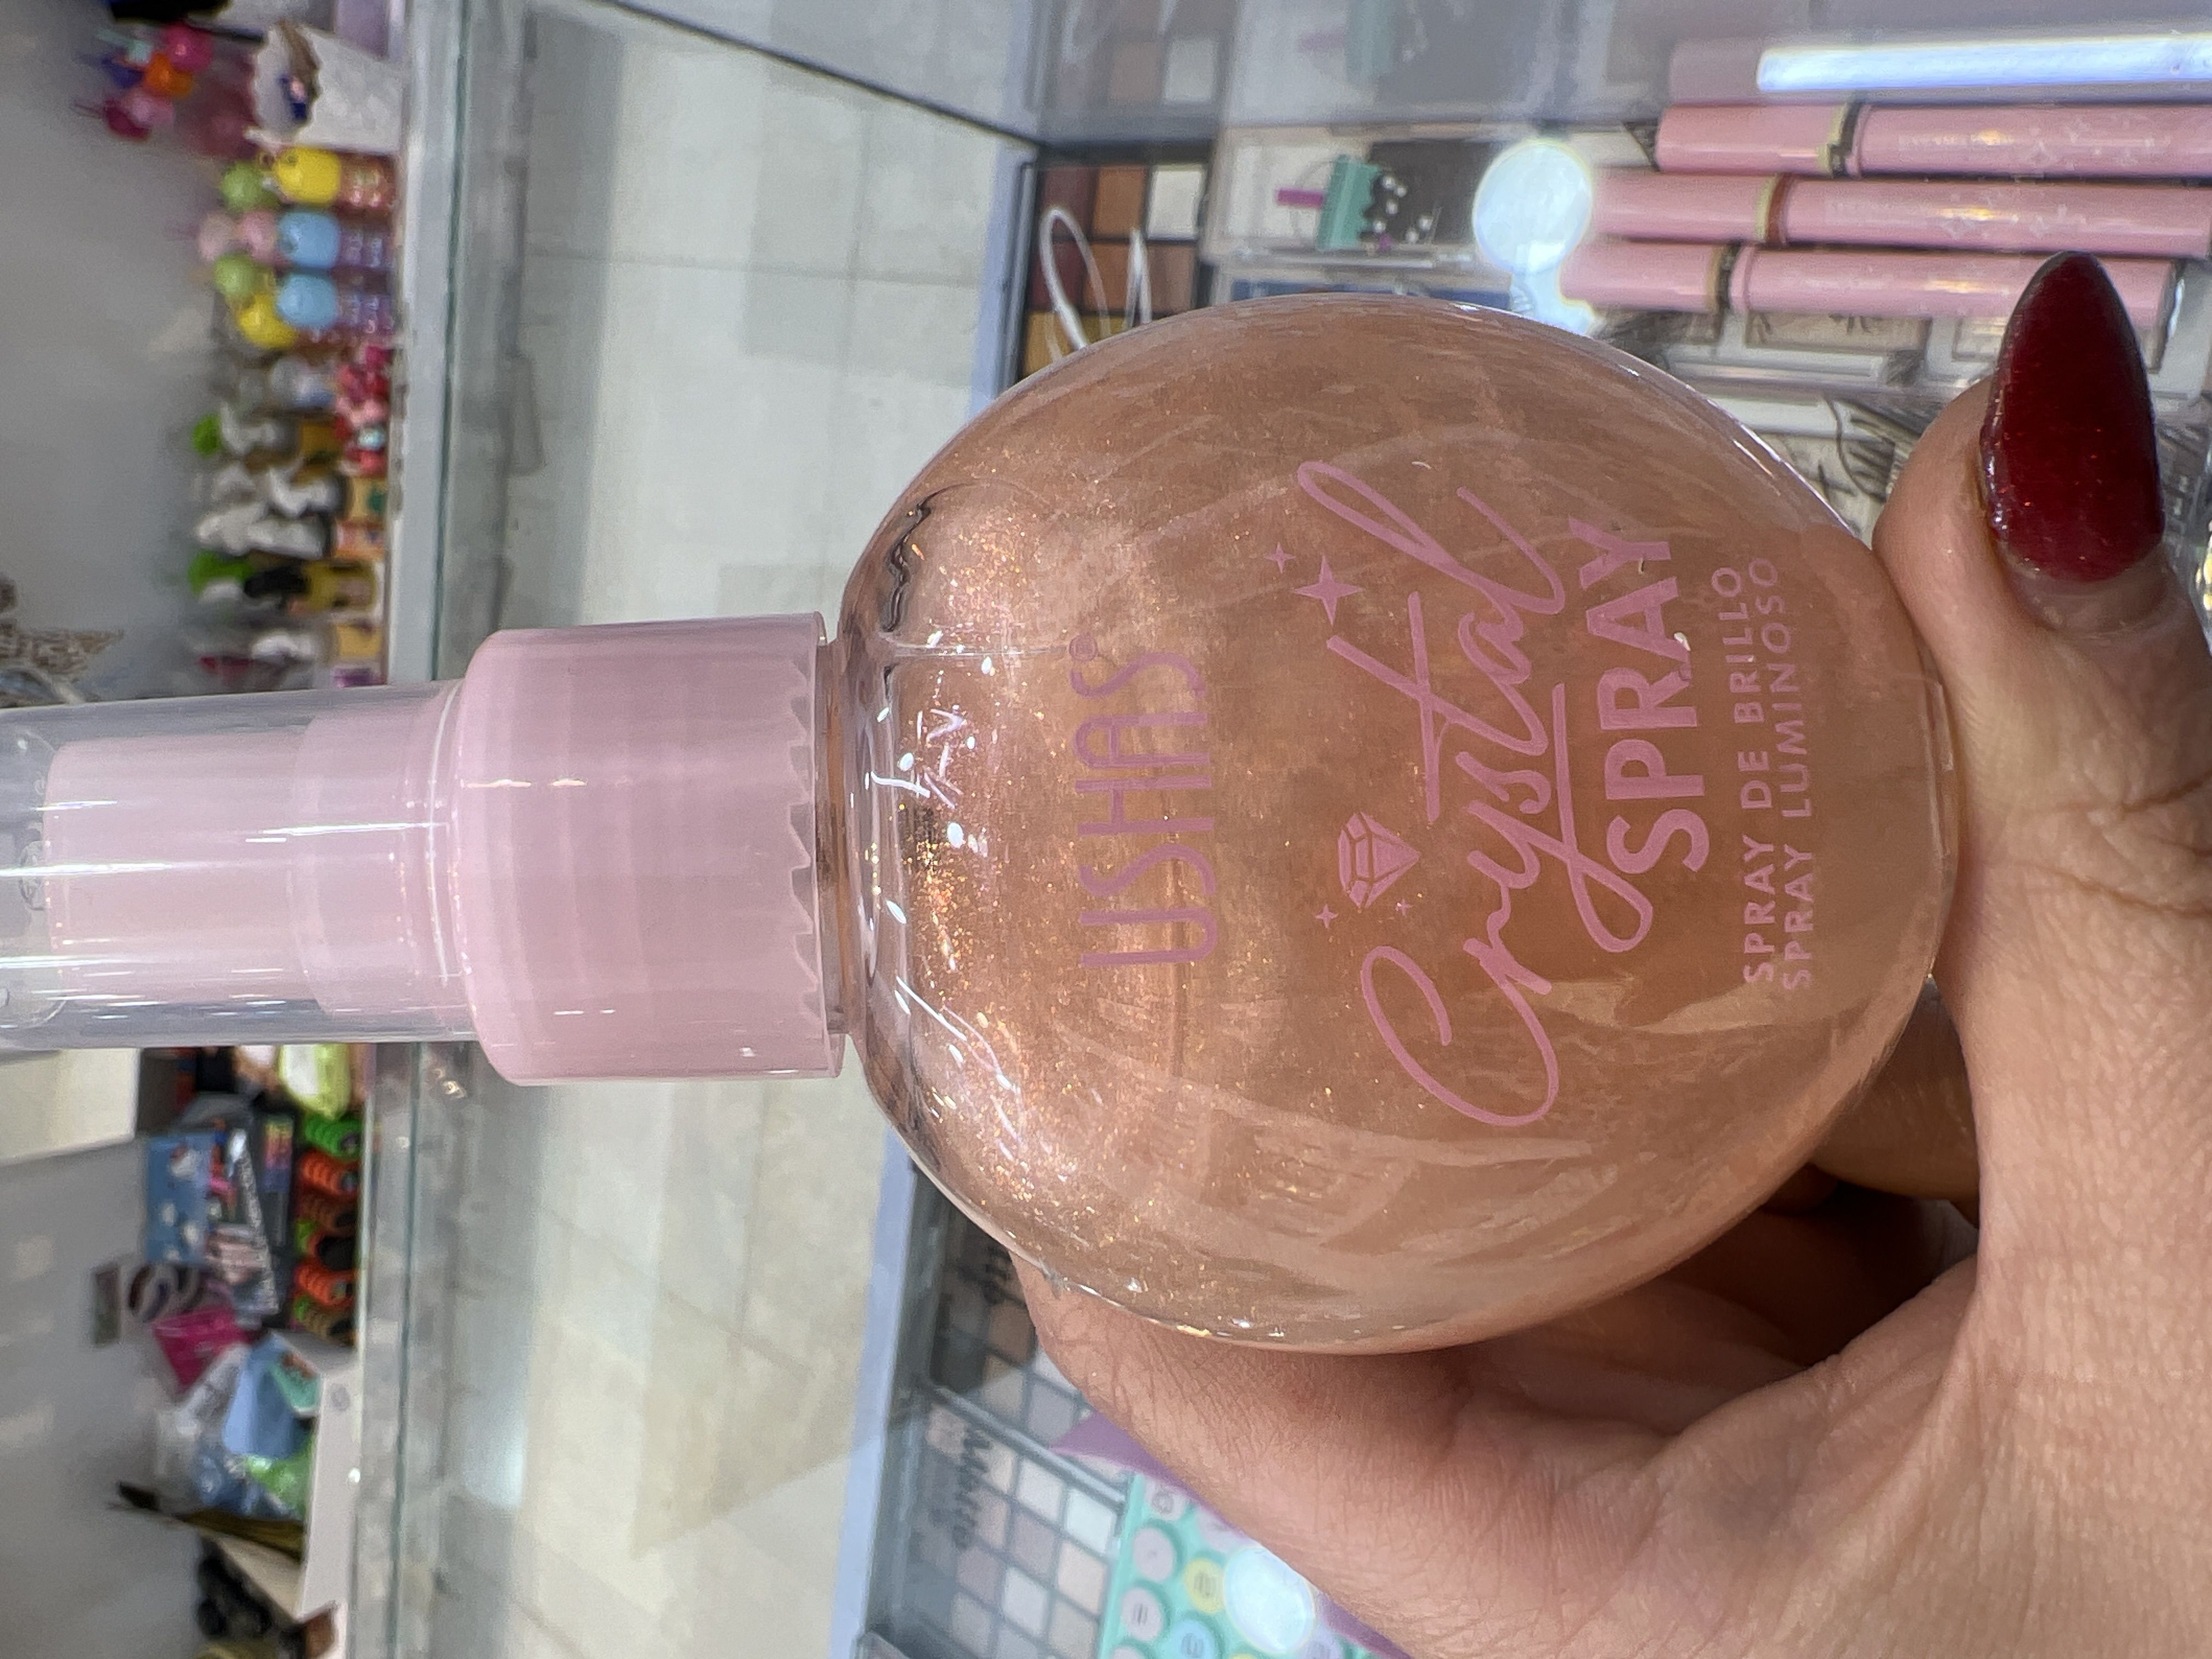 USHAS®
Crystal
SPRAY
SPRAY DE BRILLO
SPRAY LUMINOSO